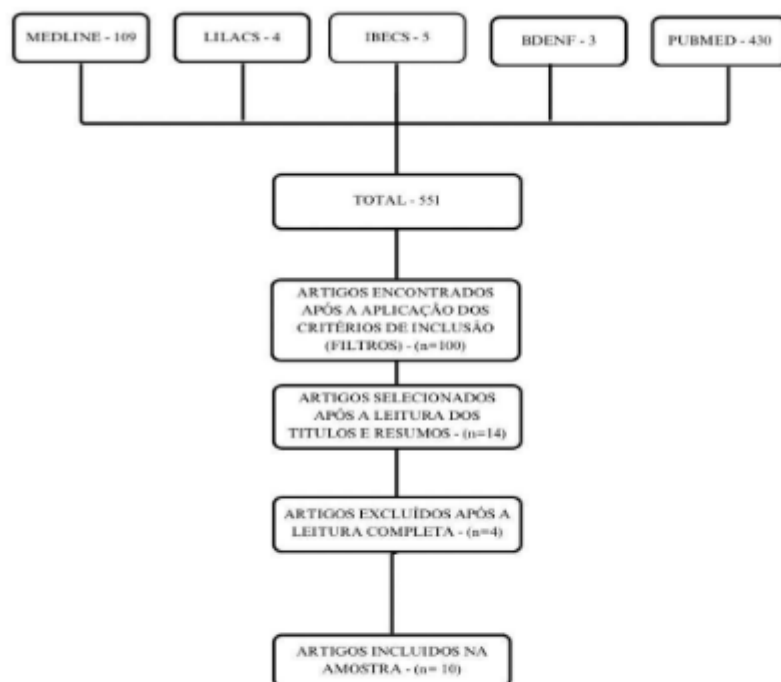 MEDLINE - 109
LILACS - 4
IBECS - 5
BDENF - 3
PUBMED - 430
TOTAL - 551
ARTIGOS ENCONTRADOS
APÓS A APLICAÇÃO DOS
CRITÉRIOS DE INCLUSÃO
(FILTROS) - (n=100)
ARTIGOS SELECIONADOS
APÓS A LEITURA DOS
TITULOS E RESUMOS - (n=14)
ARTIGOS EXCLUÍDOS APÓS A
LEITURA COMPLETA - (n=4)
ARTIGOS INCLUIDOS NA
AMOSTRA - (n= 10)